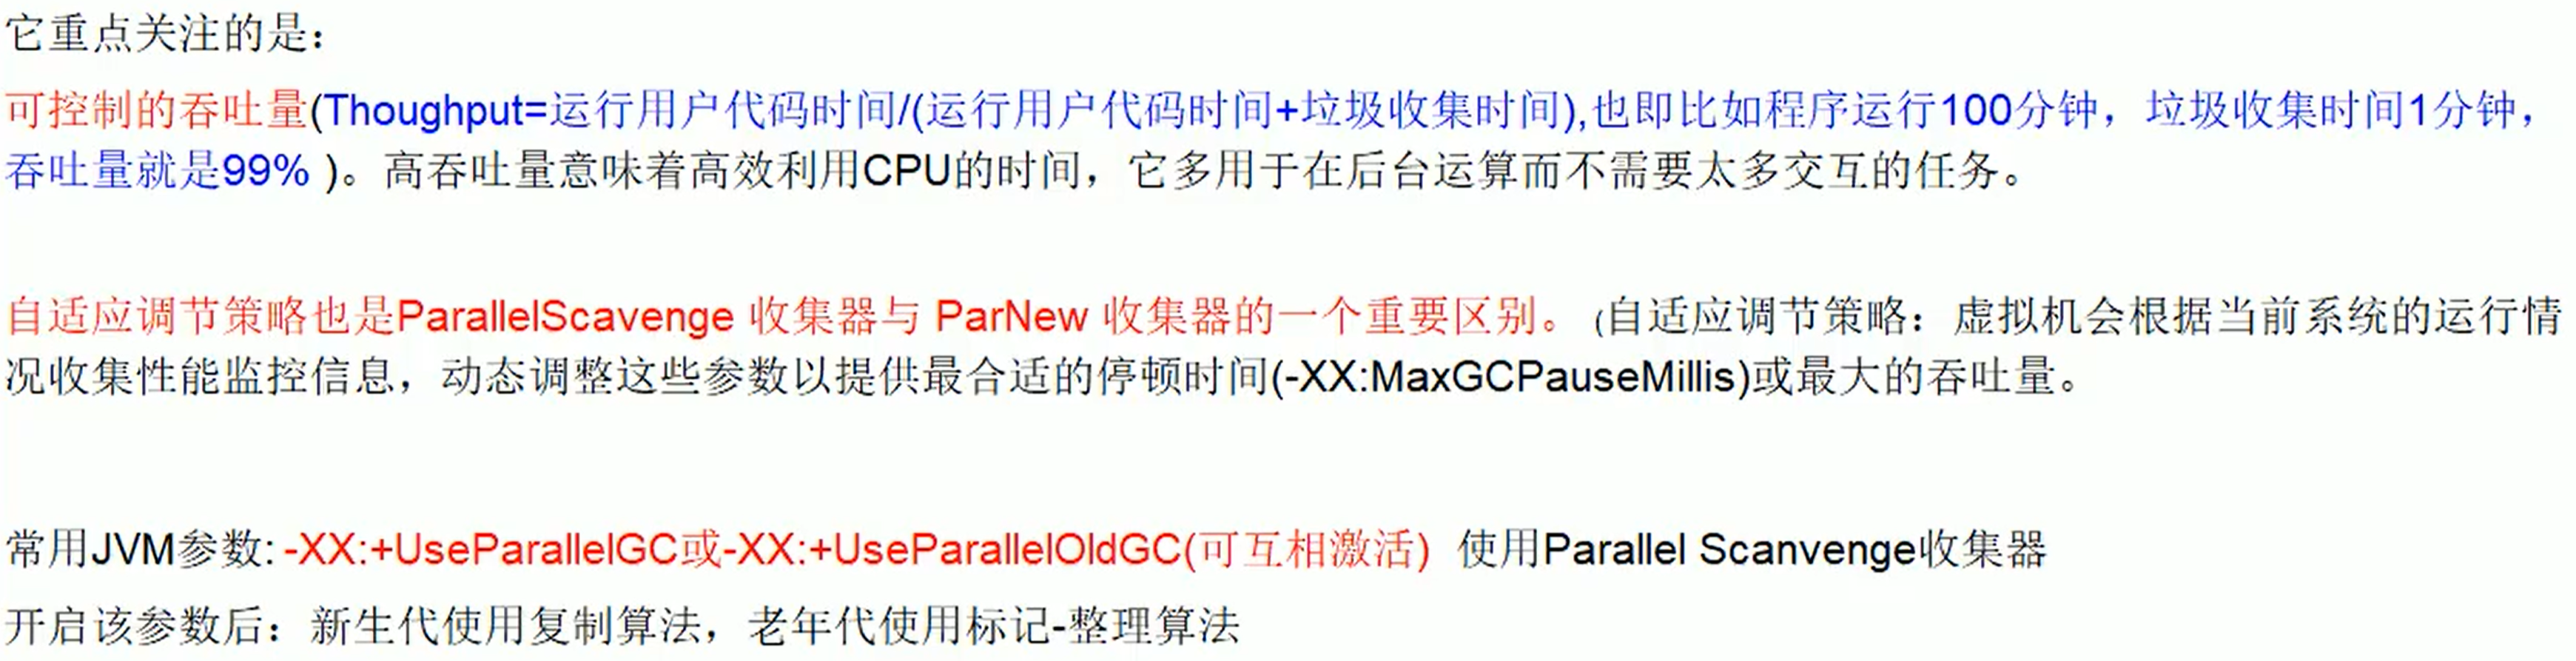 它重点关注的是：
可控制的吞吐量(Thoughput=运行用户代码时间/(运行用户代码时间+垃圾收集时间),也即比如程序运行100分钟，垃圾收集时间1分钟，
吞吐量就是99% )。高吞吐量意味着高效利用CPU的时间，它多用于在后台运算而不需要太多交互的任务。
自适应调节策略也是ParallelScavenge 收集器与 ParNew 收集器的一个重要区别。(自适应调节策略：虚拟机会根据当前系统的运行情
况收集性能监控信息，动态调整这些参数以提供最合适的停顿时间(-XX:MaxGCPauseMillis)或最大的吞吐量。
常用JVM参数: -XX:+UseParallelGC或-XX:+UseParallelOldGC(可互相激活) 使用Parallel Scanvenge收集器
开启该参数后：新生代使用复制算法，老年代使用标记-整理算法